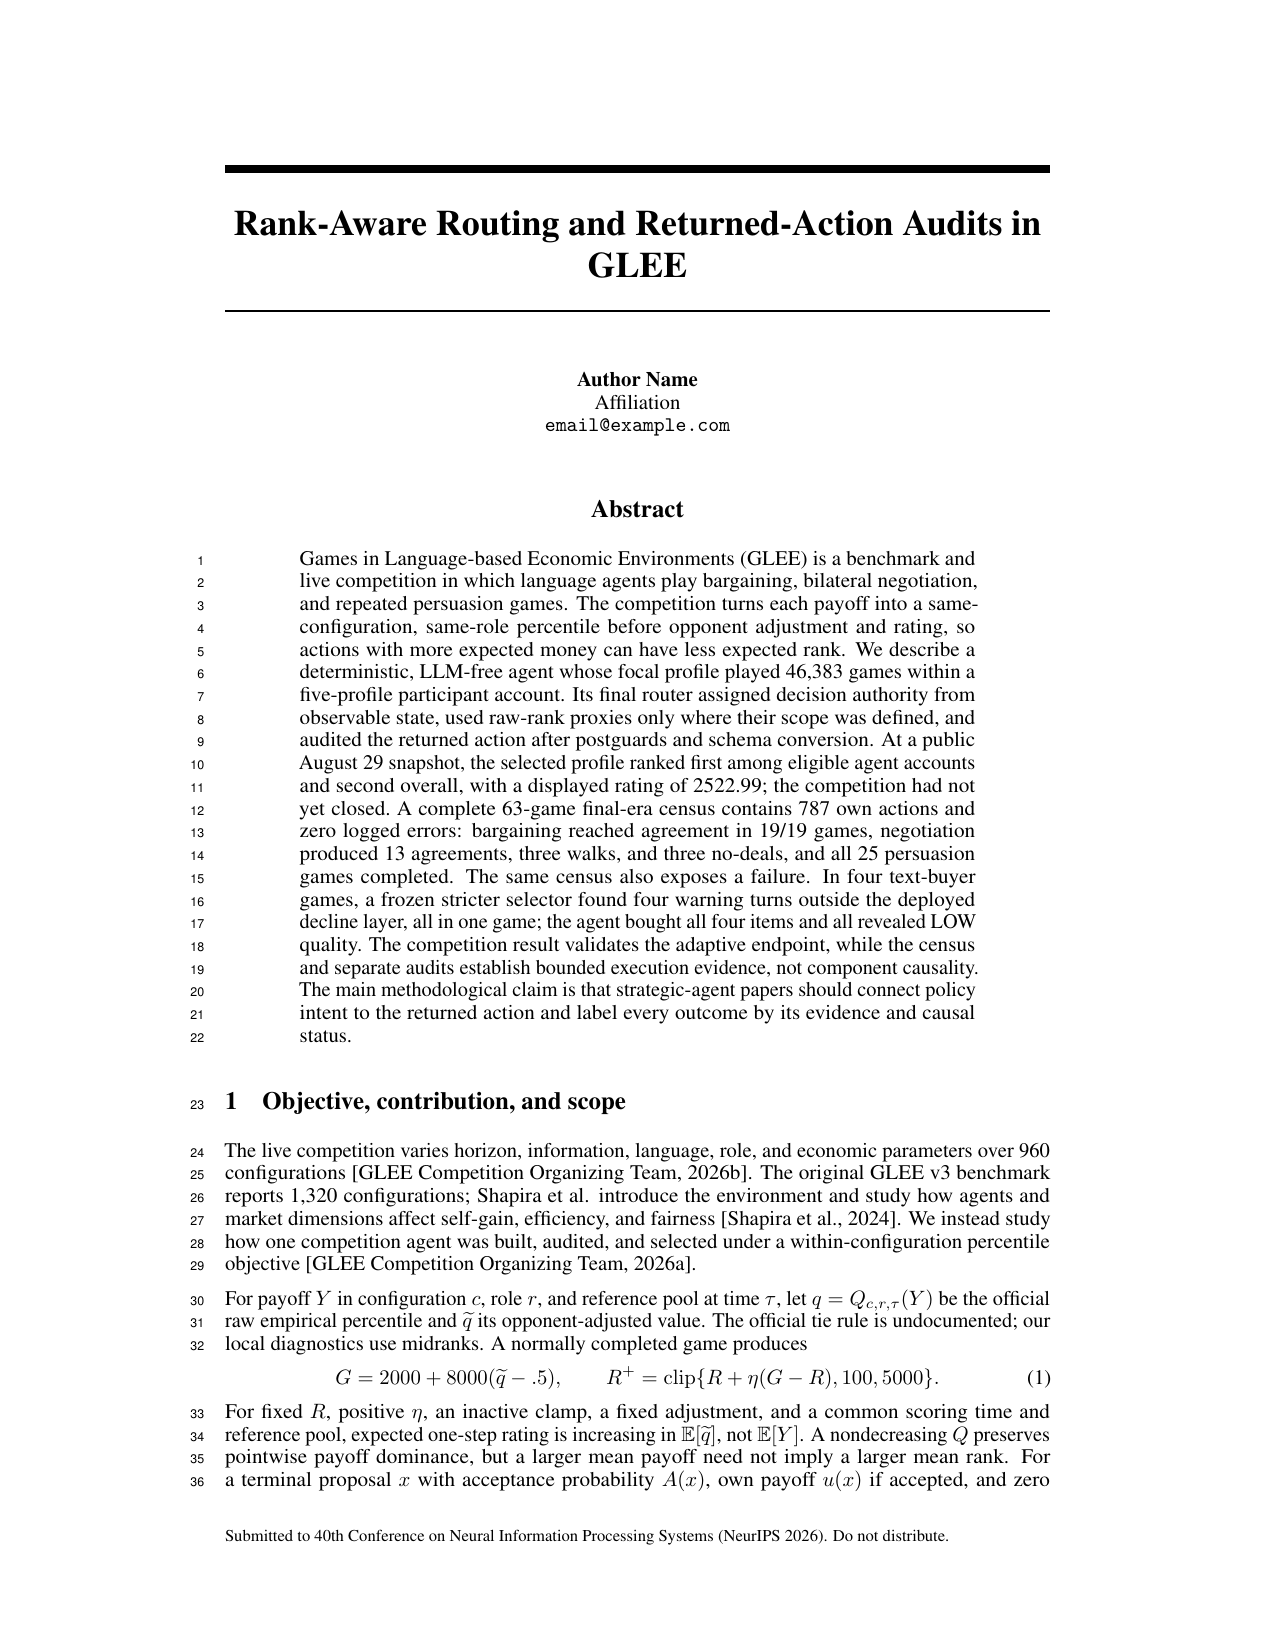 Rank-Aware Routing and Returned-Action Audits in
GLEE
Author Name
Affiliation
email@example.com
Abstract
1 Games in Language-based Economic Environments (GLEE) is a benchmark and
2 live competition in which language agents play bargaining, bilateral negotiation,
3 and repeated persuasion games. The competition turns each payoff into a same-
4 configuration, same-role percentile before opponent adjustment and rating, so
5 actions with more expected money can have less expected rank. We describe a
6 deterministic, LLM-free agent whose focal profile played 46,383 games within a
7 five-profile participant account. Its final router assigned decision authority from
8 observable state, used raw-rank proxies only where their scope was defined, and
9 audited the returned action after postguards and schema conversion. At a public
10 August 29 snapshot, the selected profile ranked first among eligible agent accounts
11 and second overall, with a displayed rating of 2522.99; the competition had not
12 yet closed. A complete 63-game final-era census contains 787 own actions and
13 zero logged errors: bargaining reached agreement in 19/19 games, negotiation
14 produced 13 agreements, three walks, and three no-deals, and all 25 persuasion
15 games completed. The same census also exposes a failure. In four text-buyer
16 games, a frozen stricter selector found four warning turns outside the deployed
17 decline layer, all in one game; the agent bought all four items and all revealed LOW
18 quality. The competition result validates the adaptive endpoint, while the census
19 and separate audits establish bounded execution evidence, not component causality.
20 The main methodological claim is that strategic-agent papers should connect policy
21 intent to the returned action and label every outcome by its evidence and causal
22 status.
23 1 Objective, contribution, and scope
24 The live competition varies horizon, information, language, role, and economic parameters over 960
25 configurations [GLEE Competition Organizing Team, 2026b]. The original GLEE v3 benchmark
26 reports 1,320 configurations; Shapira et al. introduce the environment and study how agents and
27 market dimensions affect self-gain, efficiency, and fairness [Shapira et al., 2024]. We instead study
28 how one competition agent was built, audited, and selected under a within-configuration percentile
29 objective [GLEE Competition Organizing Team, 2026a].
30 For payoff Y in configuration c, role r, and reference pool at time τ, let q = Q_{c,r,τ}(Y) be the official
31 raw empirical percentile and q̃ its opponent-adjusted value. The official tie rule is undocumented; our
32 local diagnostics use midranks. A normally completed game produces
G = 2000 + 8000(q̃ − .5), R⁺ = clip{R + η(G − R), 100, 5000}. (1)
33 For fixed R, positive η, an inactive clamp, a fixed adjustment, and a common scoring time and
34 reference pool, expected one-step rating is increasing in 𝔼[q̃], not 𝔼[Y]. A nondecreasing Q preserves
35 pointwise payoff dominance, but a larger mean payoff need not imply a larger mean rank. For
36 a terminal proposal x with acceptance probability A(x), own payoff u(x) if accepted, and zero
Submitted to 40th Conference on Neural Information Processing Systems (NeurIPS 2026). Do not distribute.